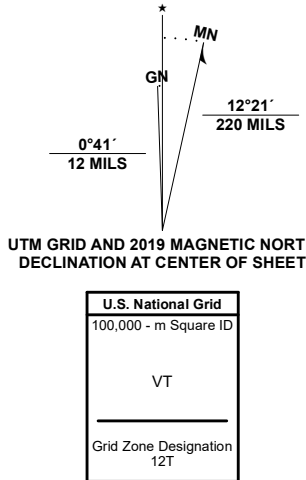 ★
MN
GN
0°41´
12 MILS
12°21´
220 MILS
UTM GRID AND 2019 MAGNETIC NORT
DECLINATION AT CENTER OF SHEET
U.S. National Grid
100,000 - m Square ID
VT
Grid Zone Designation
12T